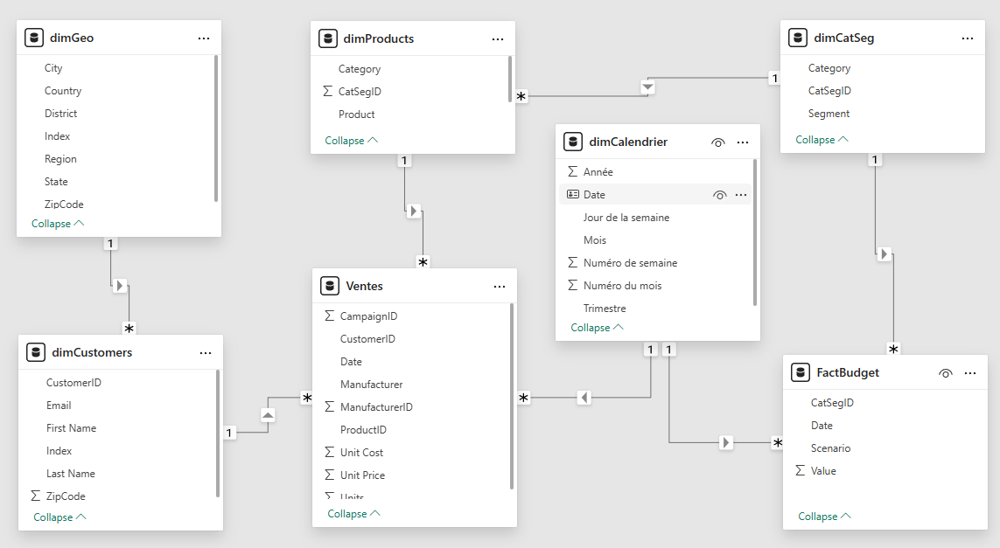 dimGeo
City
Country
District
Index
Region
State
ZipCode
Collapse
1
*
dimProducts
Category
CatSegID
Product
Collapse
*
1
1
*
dimCatSeg
Category
CatSegID
Segment
Collapse
1
*
dimCalendrier
Année
Date
Jour de la semaine
Mois
Numéro de semaine
Numéro du mois
Trimestre
Collapse
1
1
*
*
dimCustomers
CustomerID
Email
First Name
Index
Last Name
ZipCode
Collapse
1
*
Ventes
CampaignID
CustomerID
Date
Manufacturer
ManufacturerID
ProductID
Unit Cost
Unit Price
Units
Collapse
FactBudget
CatSegID
Date
Scenario
Value
Collapse